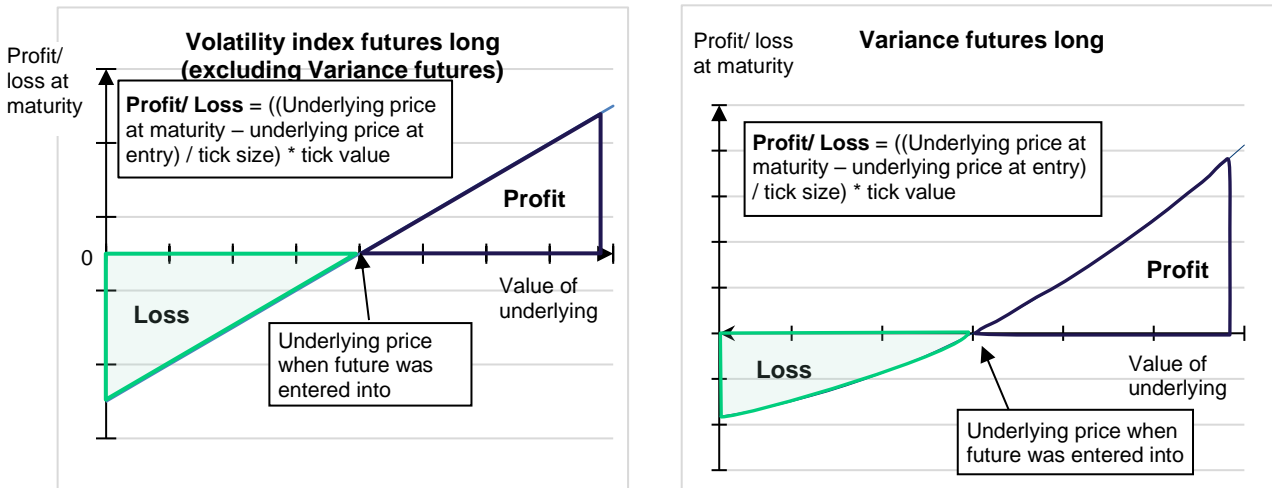 Profit/
loss at
maturity
Volatility index futures long
(excluding Variance futures)
Profit/ Loss = ((Underlying price
at maturity – underlying price at
entry) / tick size) * tick value
Profit
0
Value of
underlying
Loss
Underlying price
when future was
entered into
Profit/ loss
at maturity
Variance futures long
Profit/ Loss = ((Underlying price at
maturity – underlying price at entry)
/ tick size) * tick value
Profit
Loss
Value of
underlying
Underlying price when
future was entered into